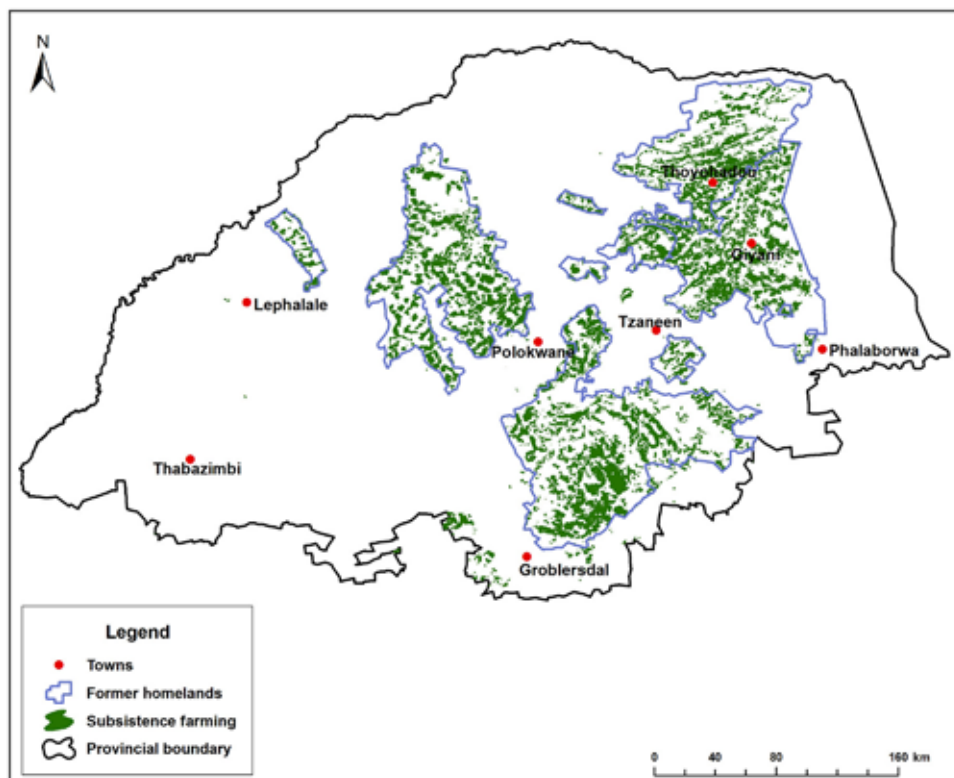 N
Thoyohadou
Giyani
Lephalale
Tzaneen
Polokwane
Phalaborwa
Thabazimbi
Groblersdal
Legend
Towns
Former homelands
Subsistence farming
Provincial boundary
0 40 80 160 km